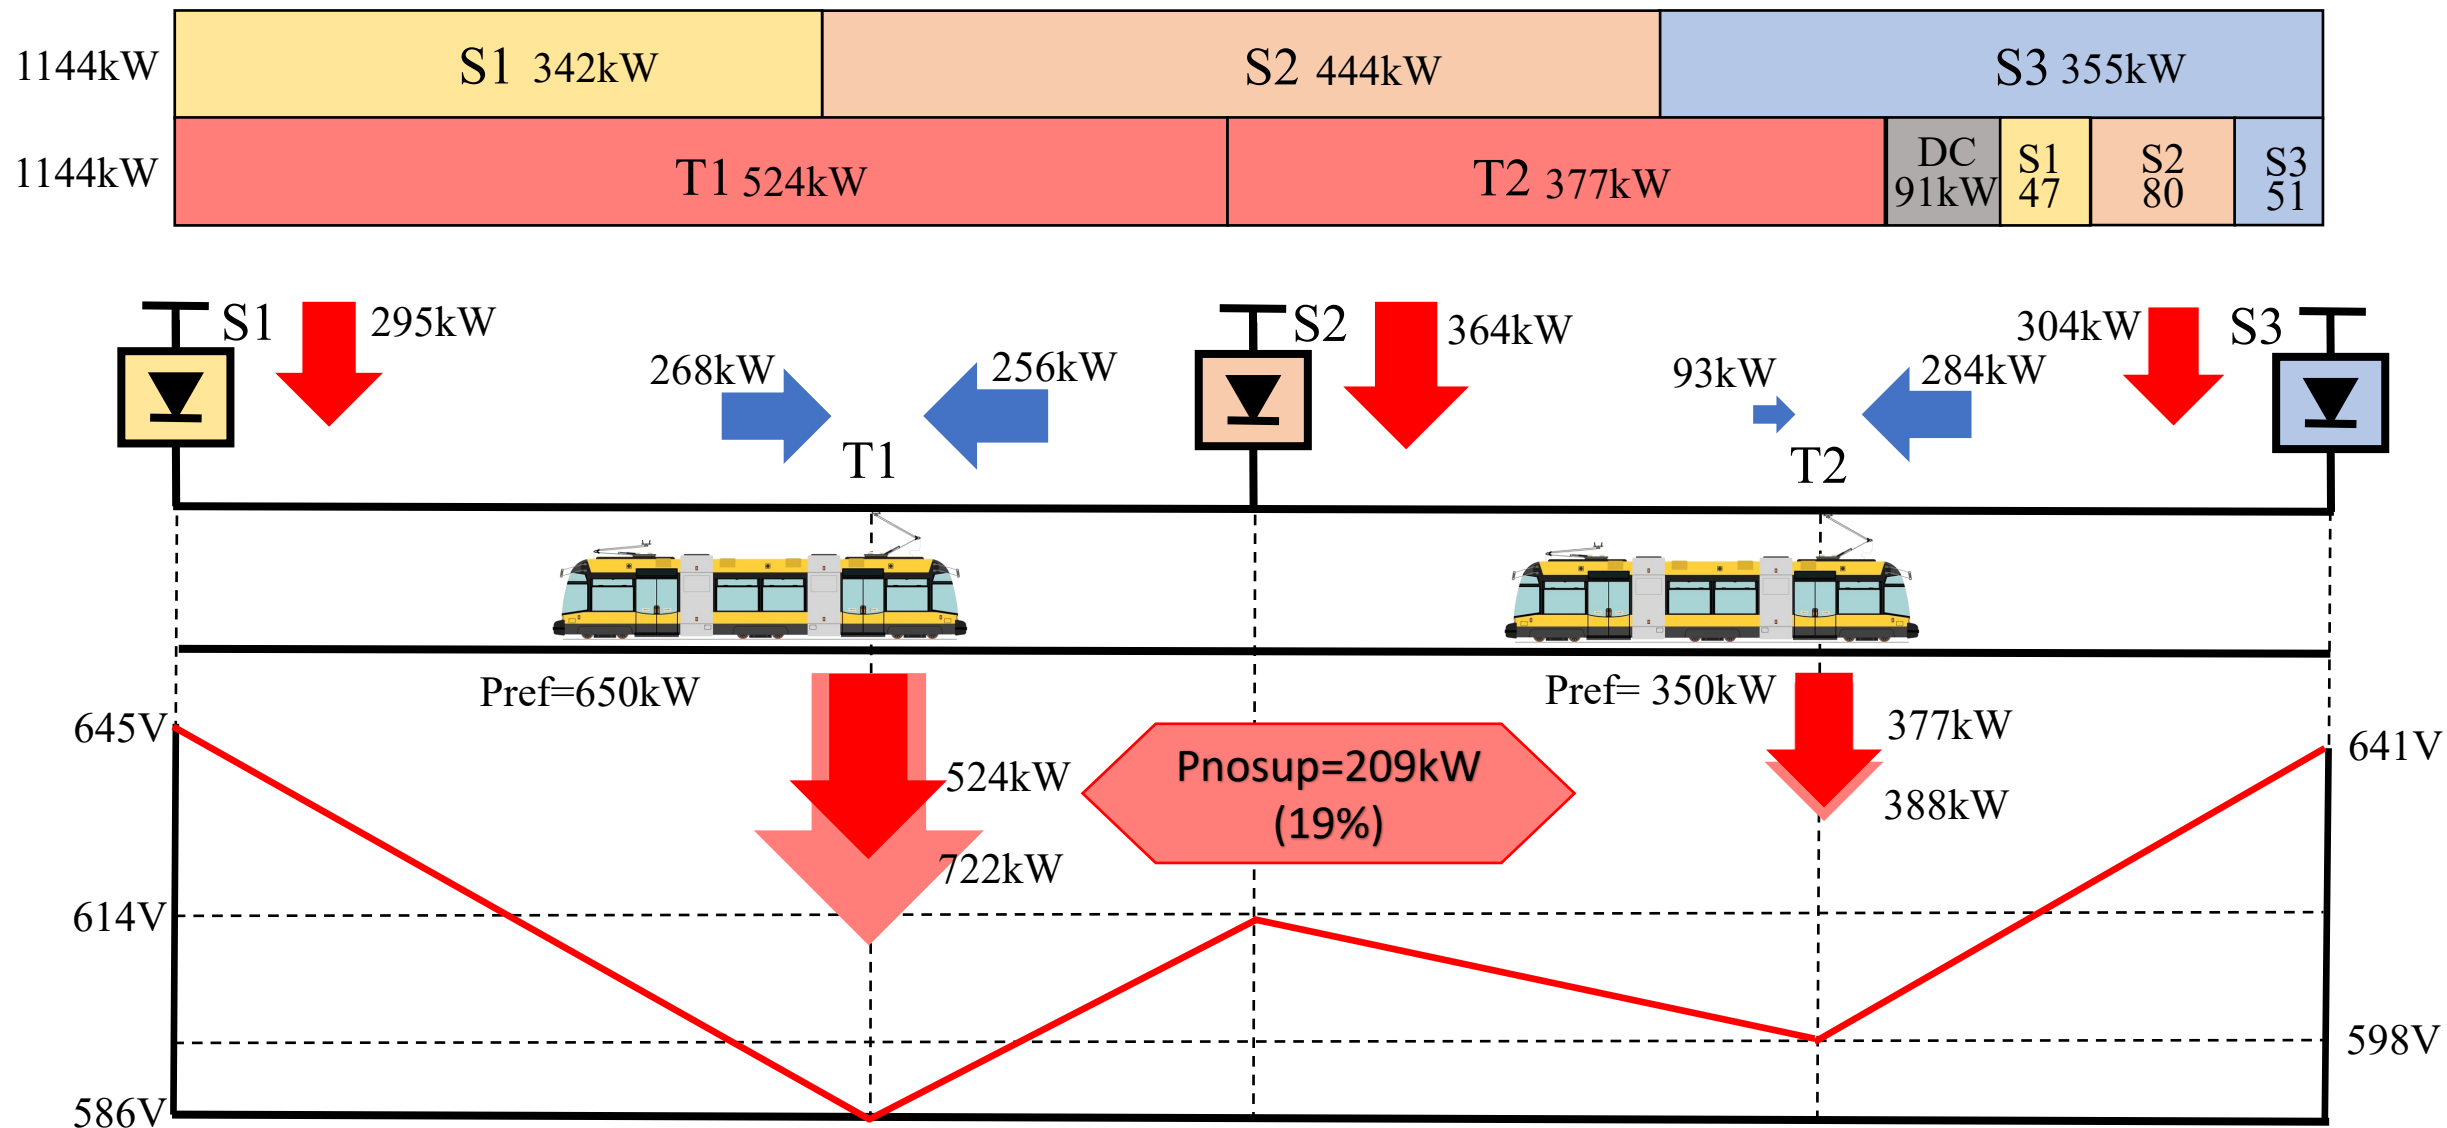 1144kW
S1 342kW
S2 444kW
S3 355kW
1144kW
T1 524kW
T2 377kW
DC
91kW
S1
47
S2
80
S3
51
S1
295kW
268kW
256kW
T1
S2
364kW
93kW
284kW
T2
304kW
S3
Pref=650kW
Pref= 350kW
645V
524kW
722kW
Pnosup=209kW
(19%)
377kW
388kW
641V
614V
598V
586V